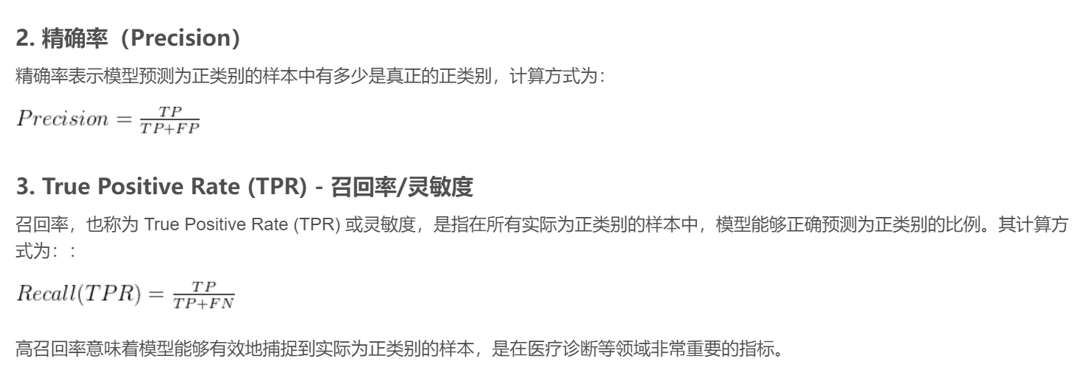 2. 精确率（Precision）
精确率表示模型预测为正类别的样本中有多少是真正的正类别，计算方式为：
Precision = \frac{TP}{TP+FP}
3. True Positive Rate (TPR) - 召回率/灵敏度
召回率，也称为 True Positive Rate (TPR) 或灵敏度，是指在所有实际为正类别的样本中，模型能够正确预测为正类别的比例。其计算方
式为：:
Recall(TPR) = \frac{TP}{TP+FN}
高召回率意味着模型能够有效地捕捉到实际为正类别的样本，是在医疗诊断等领域非常重要的指标。